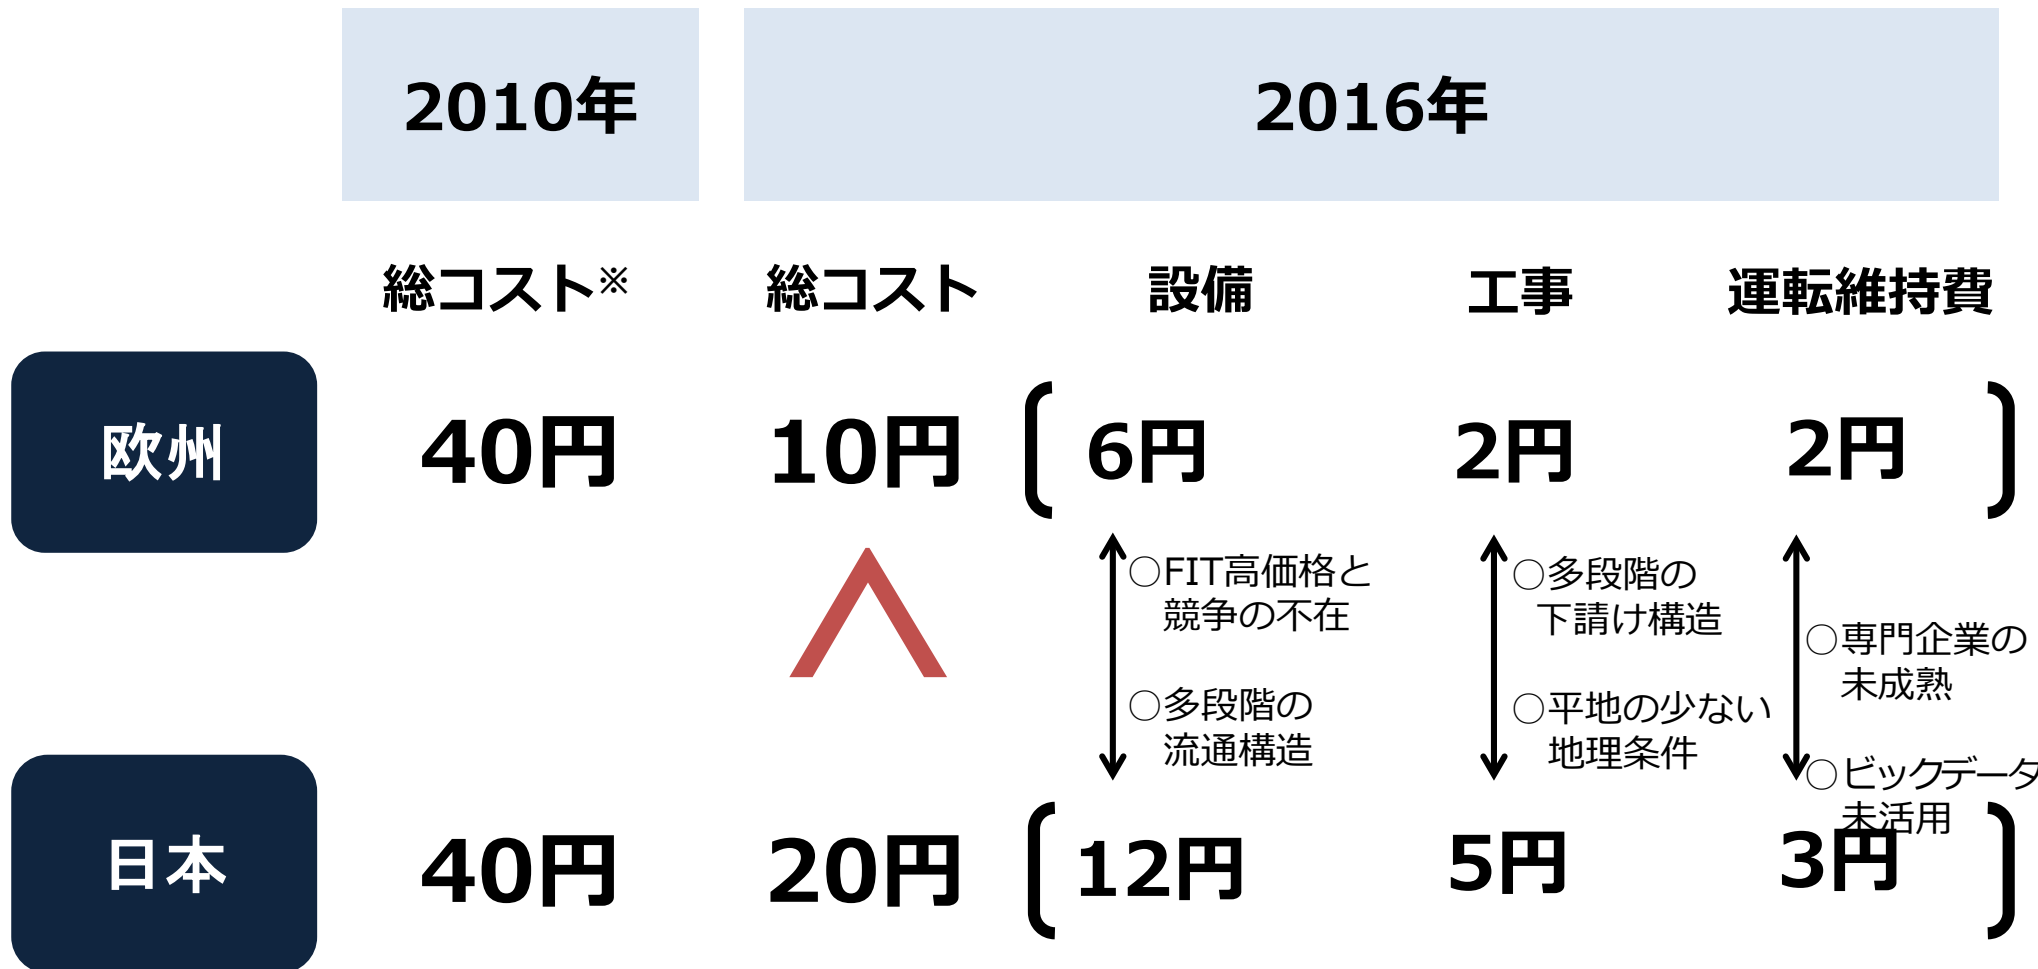 2010年
2016年
総コスト※
総コスト
設備
工事
運転維持費
欧州
40円
10円
6円
2円
2円
○FIT高価格と
競争の不在
○多段階の
流通構造
○多段階の
下請け構造
○平地の少ない
地理条件
○専門企業の
未成熟
○ビックデータ
未活用
日本
40円
20円
12円
5円
3円